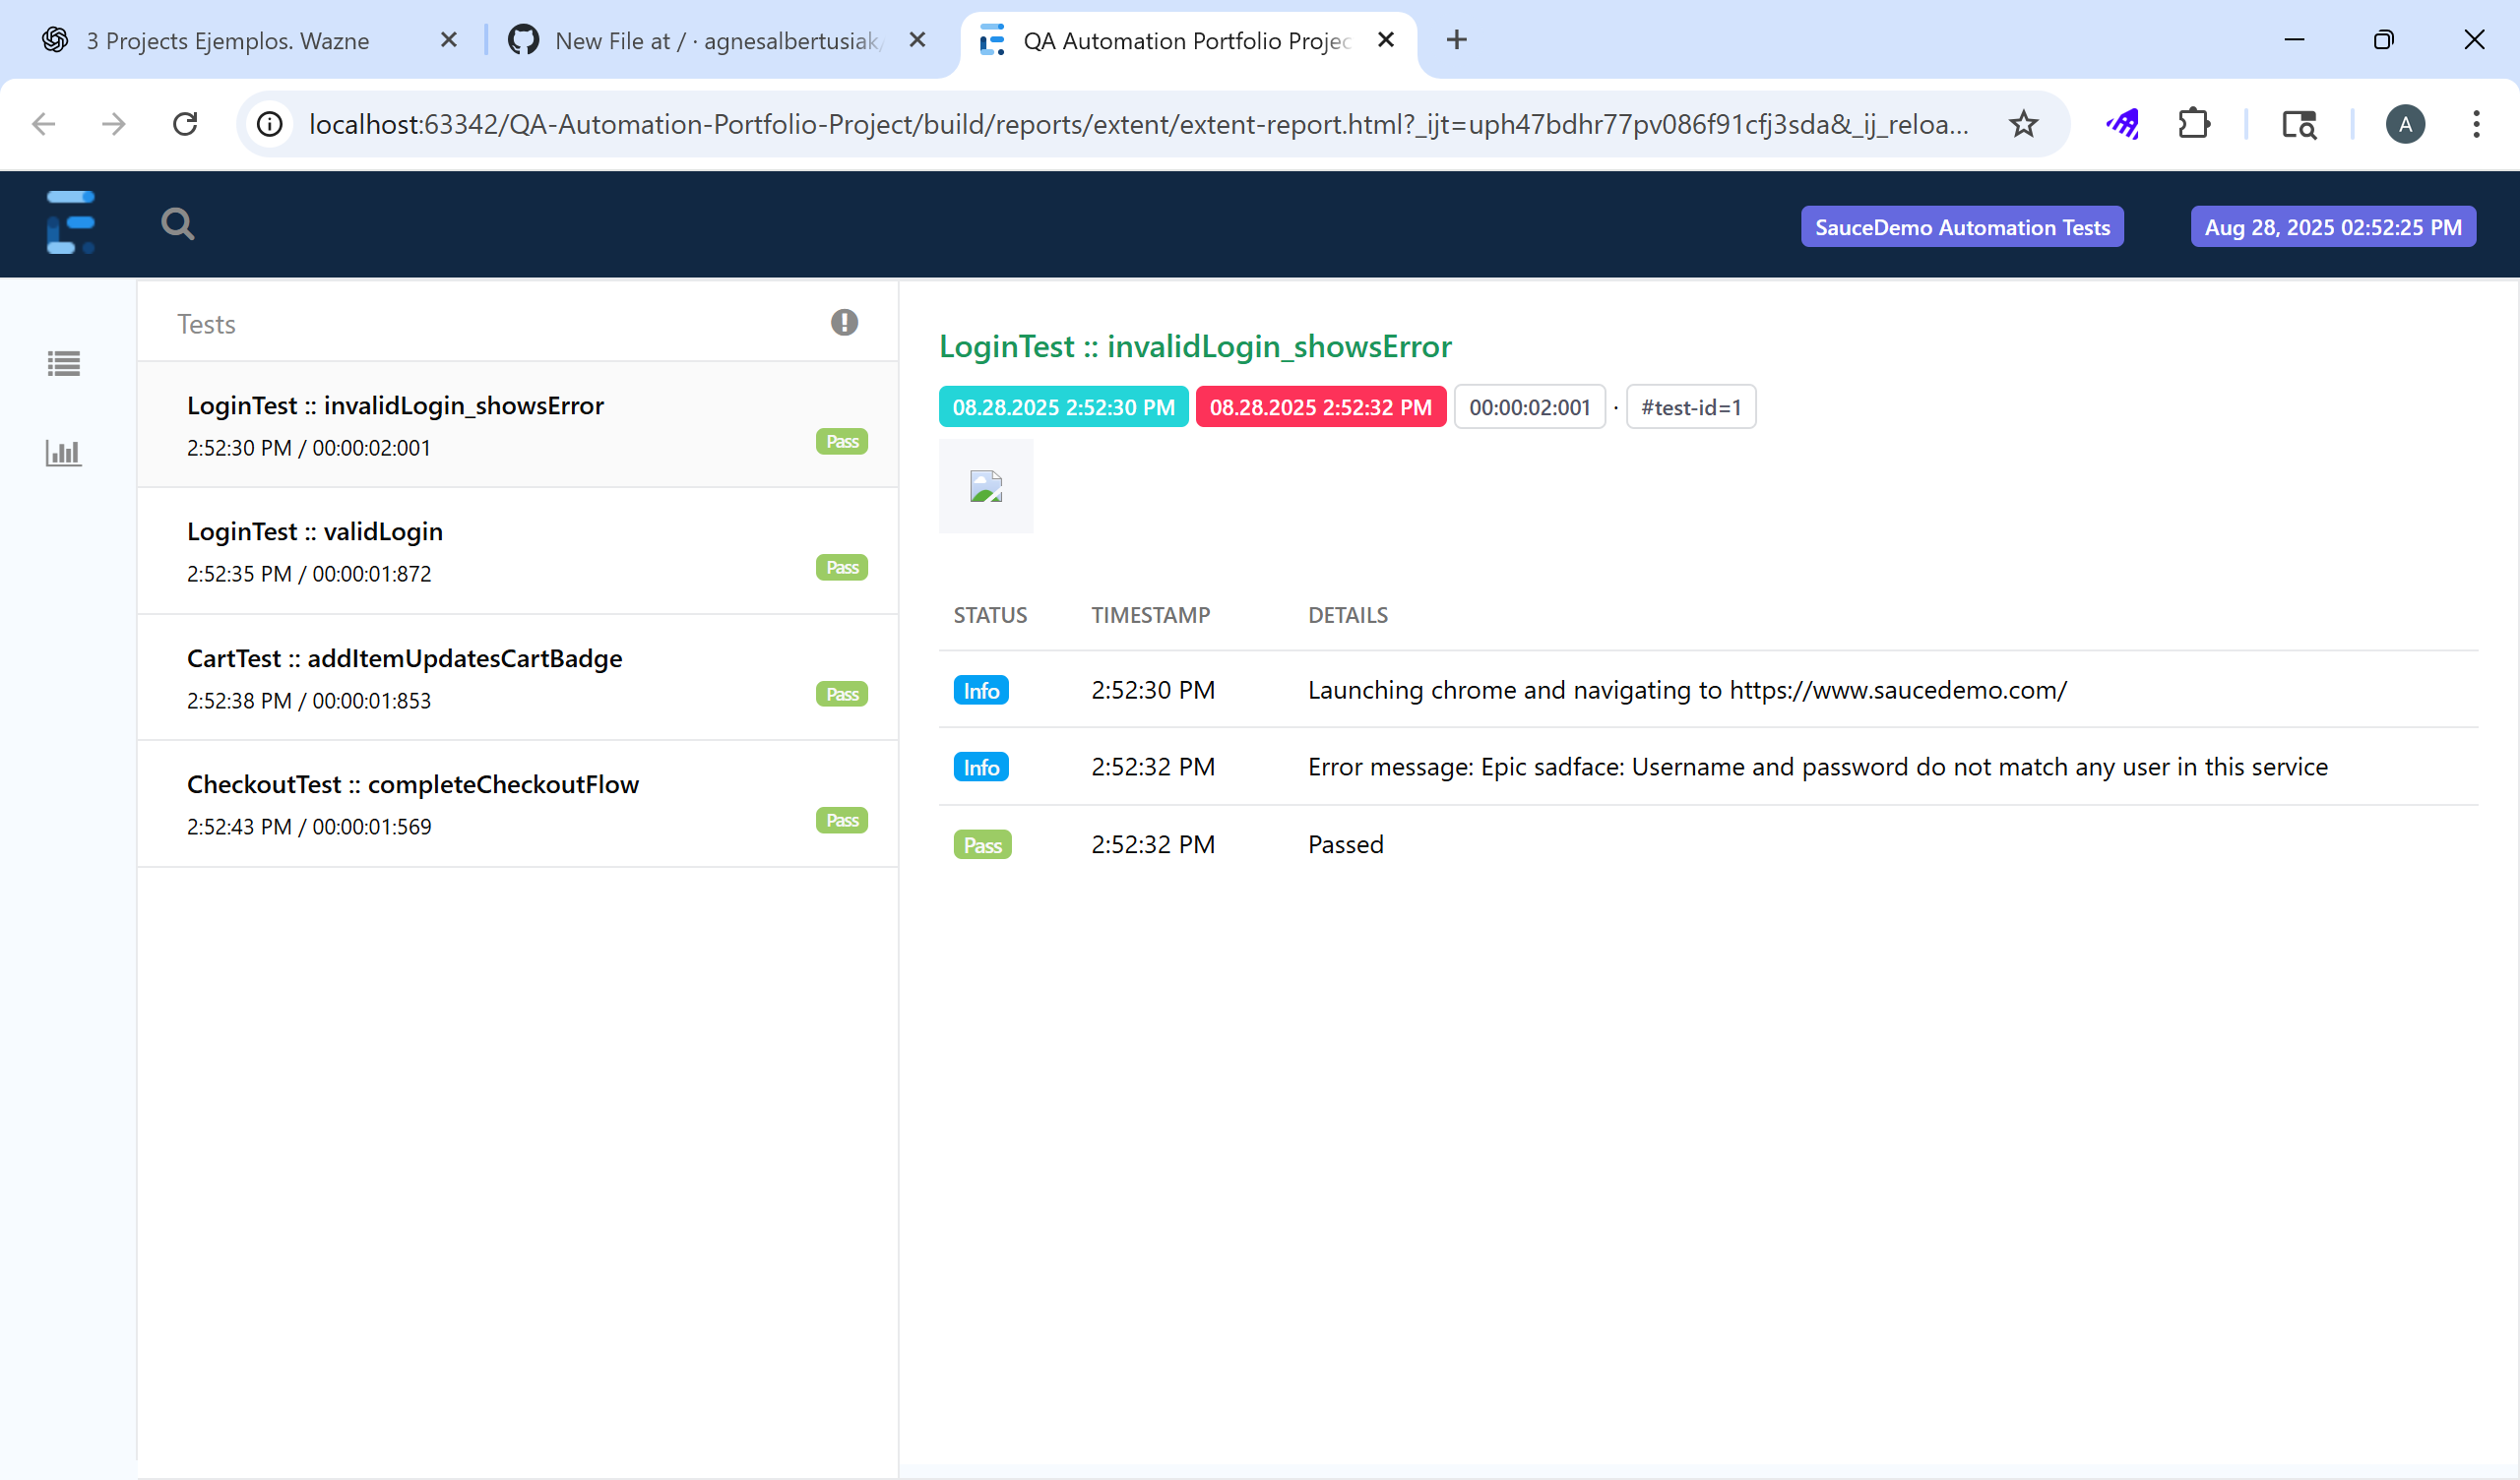 3 Projects Ejemplos. Wazne
New File at / · agnesalbertusiak/
QA Automation Portfolio Projec
localhost:63342/QA-Automation-Portfolio-Project/build/reports/extent/extent-report.html?_ijt=uph47bdhr77pv086f91cfj3sda&_ij_reloa...
A
SauceDemo Automation Tests
Aug 28, 2025 02:52:25 PM
Tests
LoginTest :: invalidLogin_showsError
2:52:30 PM / 00:00:02:001
Pass
LoginTest :: validLogin
2:52:35 PM / 00:00:01:872
Pass
CartTest :: addItemUpdatesCartBadge
2:52:38 PM / 00:00:01:853
Pass
CheckoutTest :: completeCheckoutFlow
2:52:43 PM / 00:00:01:569
Pass
LoginTest :: invalidLogin_showsError
08.28.2025 2:52:30 PM 08.28.2025 2:52:32 PM 00:00:02:001 · #test-id=1
STATUS TIMESTAMP DETAILS
Info 2:52:30 PM Launching chrome and navigating to https://www.saucedemo.com/
Info 2:52:32 PM Error message: Epic sadface: Username and password do not match any user in this service
Pass 2:52:32 PM Passed